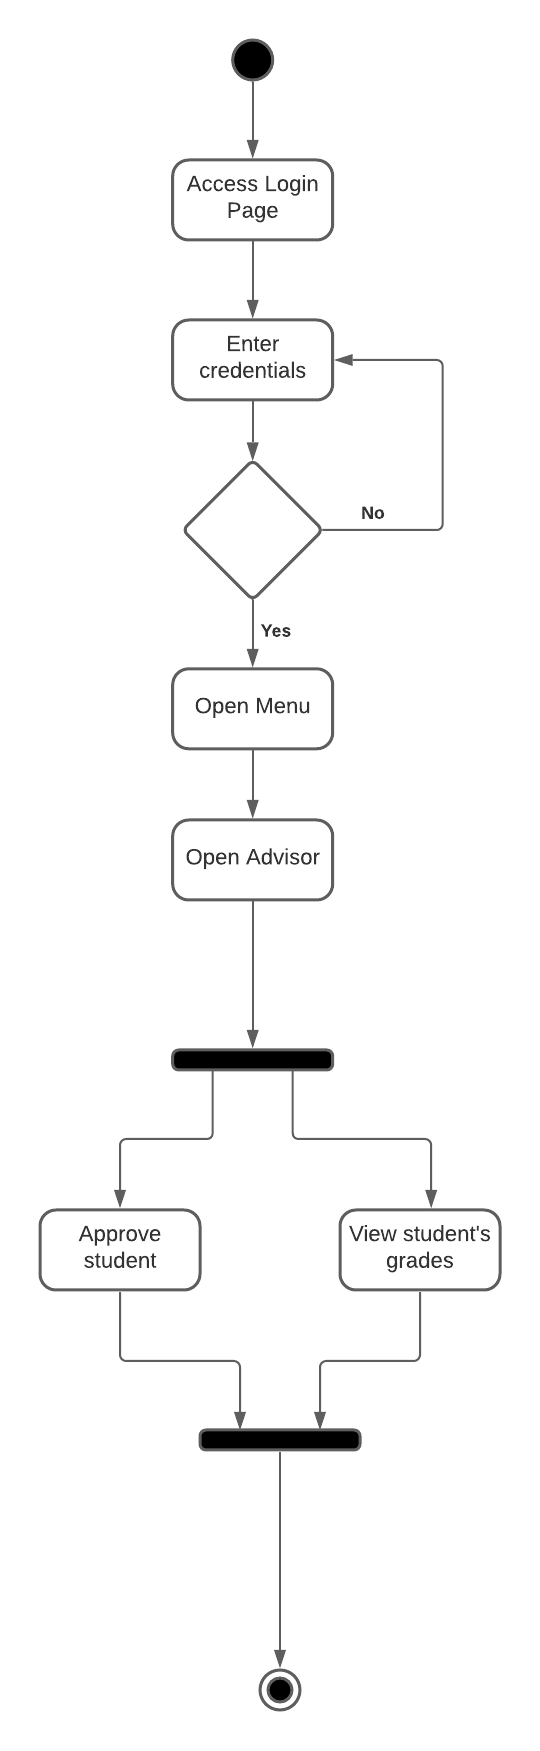 Access Login
Page
Enter
credentials
No
Yes
Open Menu
Open Advisor
Approve
student
View student's
grades